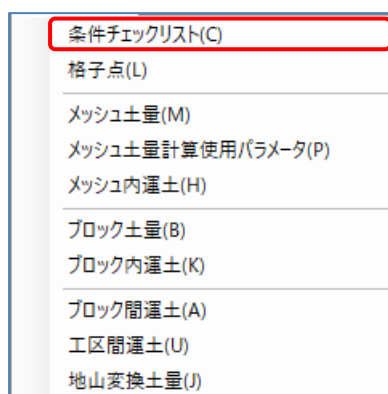 条件チェックリスト(C)
格子点(L)
メッシュ土量(M)
メッシュ土量計算使用パラメータ(P)
メッシュ内運土(H)
ブロック土量(B)
ブロック内運土(K)
ブロック間運土(A)
工区間運土(U)
地山変換土量(J)